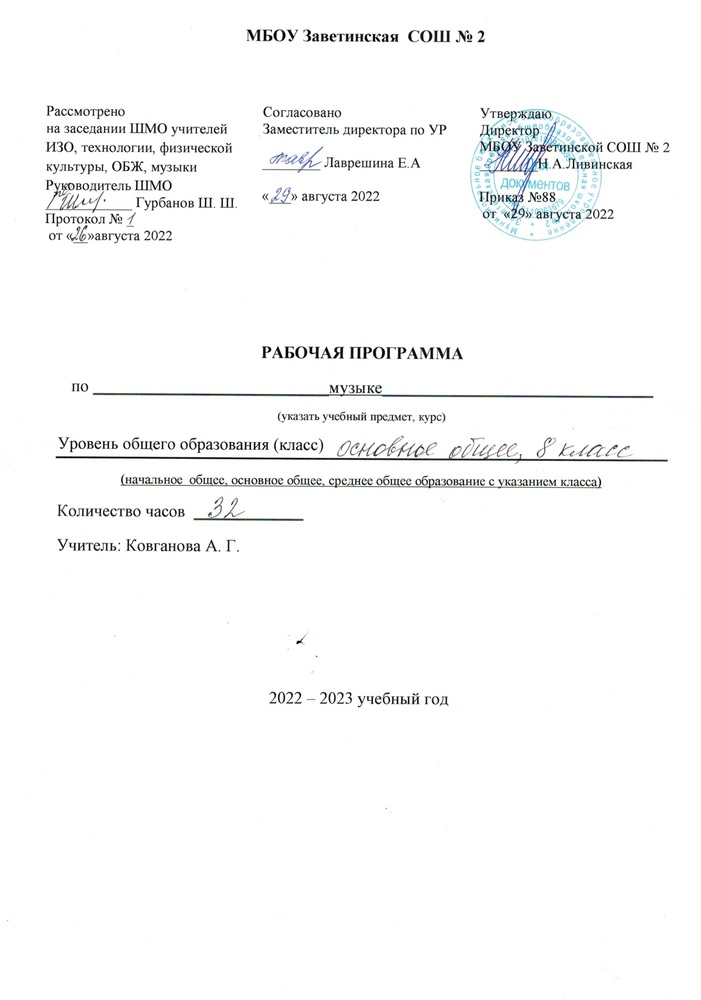 МБОУ Заветинская СОШ № 2
Рассмотрено
на заседании ШМО учителей
ИЗО, технологии, физической
культуры, ОБЖ, музыки
Руководитель ШМО
____________ Гурбанов Ш. Ш.
Протокол № 1
от «26»августа 2022
Согласовано
Заместитель директора по УР
________ Лаврешина Е.А
«29» августа 2022
Утверждаю
Директор
МБОУ Заветинской СОШ № 2
________Н.А.Ливинская
Приказ №88
от «29» августа 2022
Для
документов
РАБОЧАЯ ПРОГРАММА
по музыке
(указать учебный предмет, курс)
Уровень общего образования (класс) основное общее, 8 класс
(начальное общее, основное общее, среднее общее образование с указанием класса)
Количество часов 32
Учитель: Ковганова А. Г.
2022 – 2023 учебный год